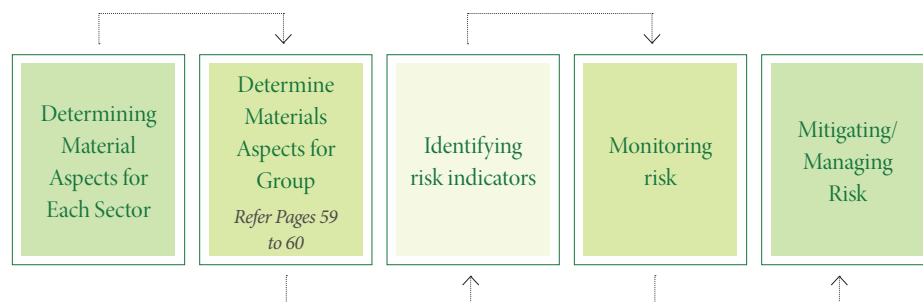 Determining
Material
Aspects for
Each Sector
Determine
Materials
Aspects for
Group
Refer Pages 59
to 60
Identifying
risk indicators
Monitoring
risk
Mitigating/
Managing
Risk